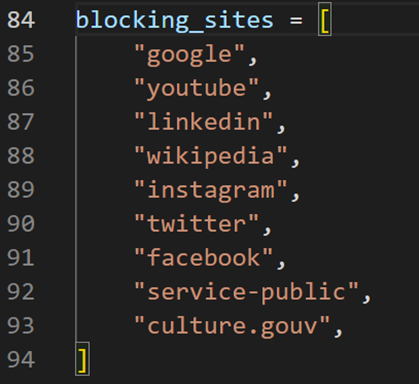 84 blocking_sites = [
85     "google",
86     "youtube",
87     "linkedin",
88     "wikipedia",
89     "instagram",
90     "twitter",
91     "facebook",
92     "service-public",
93     "culture.gouv",
94 ]